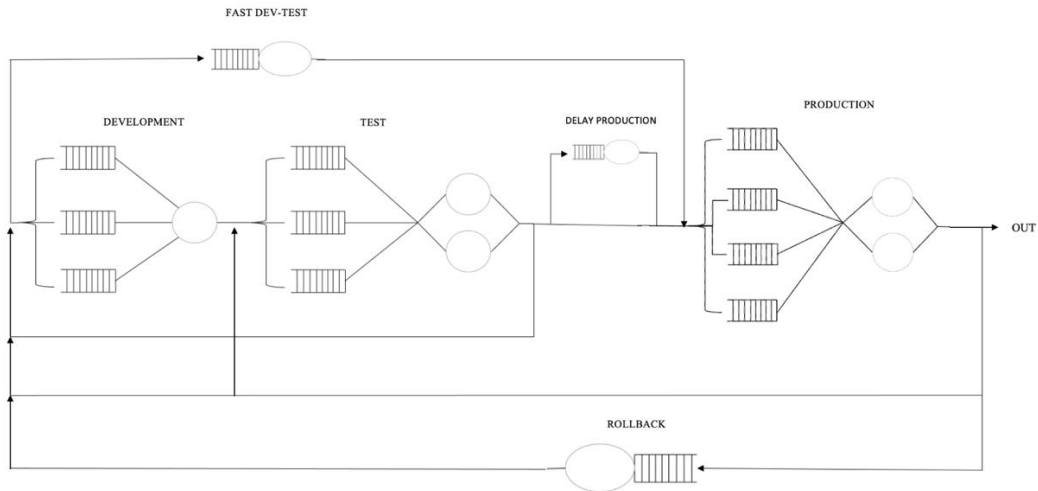 FAST DEV-TEST
PRODUCTION
DEVELOPMENT
TEST
DELAY PRODUCTION
OUT
ROLLBACK